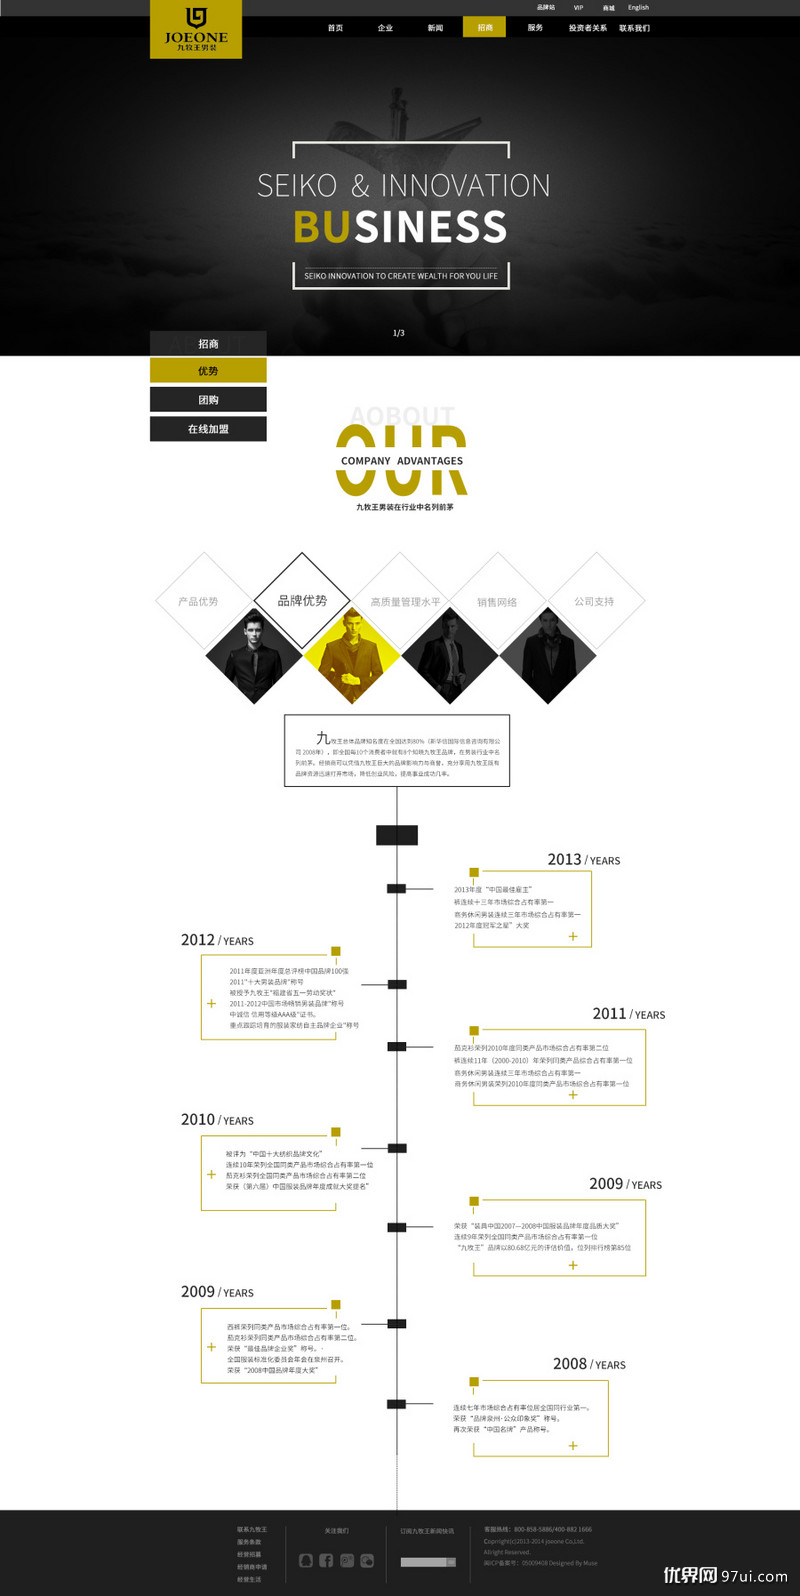 品牌站 VIP 商城 English
JOEONE
九牧王男装
首页 企业 新闻 招商 服务 投资者关系 联系我们
SEIKO & INNOVATION
BUSINESS
SEIKO INNOVATION TO CREATE WEALTH FOR YOU LIFE
1/3
招商
优势
团购
在线加盟
AOBOUT
OUR
COMPANY ADVANTAGES
九牧王男装在行业中名列前茅
产品优势 品牌优势 高质量管理水平 销售网络 公司支持
九牧王总体品牌知名度在全国达到80%（新华信国际信息咨询有限公
司 2008年），即全国每10个消费者中就有8个知晓九牧王品牌，在男装行业中名
列前茅。经销商可以凭借九牧王巨大的品牌影响力与商誉，充分享用九牧王既有
品牌资源迅速打开市场，降低创业风险，提高事业成功几率。
2013 / YEARS
2013年度“中国最佳雇主”
裤连续十三年市场综合占有率第一
商务休闲男装连续三年市场综合占有率第一
2012年度冠军之星”大奖
+
2012 / YEARS
2011年度亚洲年度总评榜中国品牌100强
2011“十大男装品牌”称号
被授予九牧王“福建省五一劳动奖状”
2011-2012中国市场畅销男装品牌”称号
中诚信 信用等级AAA级”证书。
重点跟踪培育的服装家纺自主品牌企业”称号
+
2011 / YEARS
茄克衫荣列2010年度同类产品市场综合占有率第二位
裤连续11年（2000-2010）年荣列同类产品综合占有率第一位
商务休闲男装连续三年市场综合占有率第一
商务休闲男装荣列2010年度同类产品市场综合占有率第一位
+
2010 / YEARS
被评为“中国十大纺织品牌文化”
连续10年荣列全国同类产品市场综合占有率第一位
茄克衫荣列全国同类产品市场综合占有率第二位
荣获（第六届）中国服装品牌年度成就大奖提名”
+
2009 / YEARS
荣获“装典中国2007—2008中国服装品牌年度品质大奖”
连续9年荣列全国同类产品市场综合占有率第一位
“九牧王”品牌以80.68亿元的评估价值，位列排行榜第85位
+
2009 / YEARS
西裤荣列同类产品市场综合占有率第一位。
茄克衫荣列同类产品市场综合占有率第二位。
荣获“最佳品牌企业奖”称号。·
全国服装标准化委员会年会在泉州召开。
荣获“2008中国品牌年度大奖”
+
2008 / YEARS
连续七年市场综合占有率位居全国同行业第一。
荣获“品牌泉州·公众印象奖”称号。
再次荣获“中国名牌”产品称号。
+
联系九牧王
服务条款
经营招募
经销商申请
经营生活
关注我们
订阅九牧王新闻快讯
客服热线：800-858-5886/400-882 1666
Copright(c)2013-2014 joeone Co.Ltd.
Allright Reserved.
闽ICP备案号：05009408 Designed By Muse
优界网 97ui.com